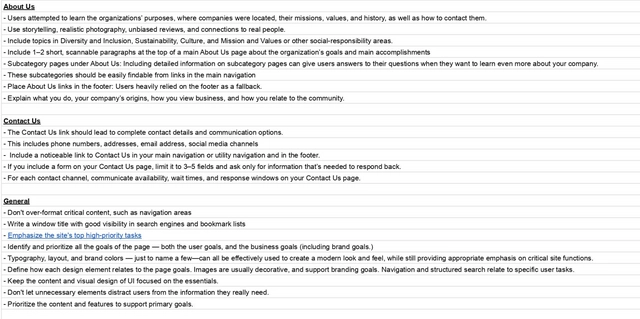 About Us
- Users attempted to learn the organizations' purposes, where companies were located, their missions, values, and history, as well as how to contact them.
- Use storytelling, realistic photography, unbiased reviews, and connections to real people.
- Include topics in Diversity and Inclusion, Sustainability, Culture, and Mission and Values or other social-responsibility areas.
- Include 1–2 short, scannable paragraphs at the top of a main About Us page about the organization's goals and main accomplishments
- Subcategory pages under About Us: Including detailed information on subcategory pages can give users answers to their questions when they want to learn even more about your company.
- These subcategories should be easily findable from links in the main navigation
- Place About Us links in the footer: Users heavily relied on the footer as a fallback.
- Explain what you do, your company's origins, how you view business, and how you relate to the community.
Contact Us
- The Contact Us link should lead to complete contact details and communication options.
- This includes phone numbers, addresses, email address, social media channels
- Include a noticeable link to Contact Us in your main navigation or utility navigation and in the footer.
- If you include a form on your Contact Us page, limit it to 3–5 fields and ask only for information that's needed to respond back.
- For each contact channel, communicate availability, wait times, and response windows on your Contact Us page.
General
- Don't over-format critical content, such as navigation areas
- Write a window title with good visibility in search engines and bookmark lists
- Emphasize the site's top high-priority tasks
- Identify and prioritize all the goals of the page — both the user goals, and the business goals (including brand goals.)
- Typography, layout, and brand colors — just to name a few—can all be effectively used to create a modern look and feel, while still providing appropriate emphasis on critical site functions.
- Define how each design element relates to the page goals. Images are usually decorative, and support branding goals. Navigation and structured search relate to specific user tasks.
- Keep the content and visual design of UI focused on the essentials.
- Don't let unnecessary elements distract users from the information they really need.
- Prioritize the content and features to support primary goals.